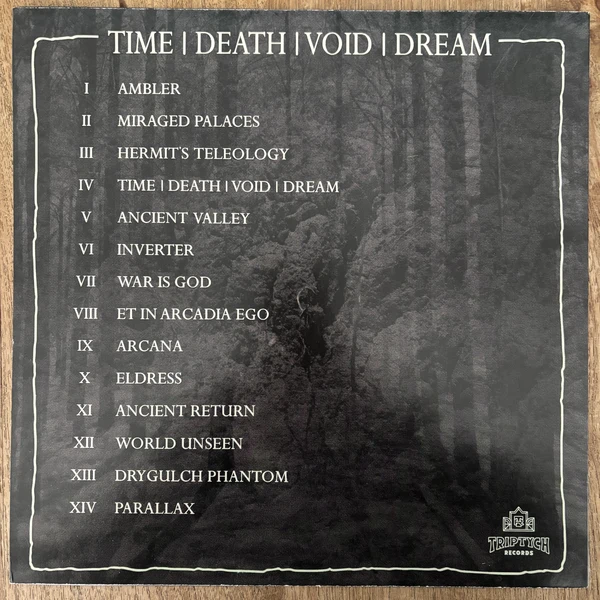 TIME | DEATH | VOID | DREAM
I AMBLER
II MIRAGED PALACES
III HERMIT'S TELEOLOGY
IV TIME | DEATH | VOID | DREAM
V ANCIENT VALLEY
VI INVERTER
VII WAR IS GOD
VIII ET IN ARCADIA EGO
IX ARCANA
X ELDRESS
XI ANCIENT RETURN
XII WORLD UNSEEN
XIII DRYGULCH PHANTOM
XIV PARALLAX
TRIPTYCH
RECORDS